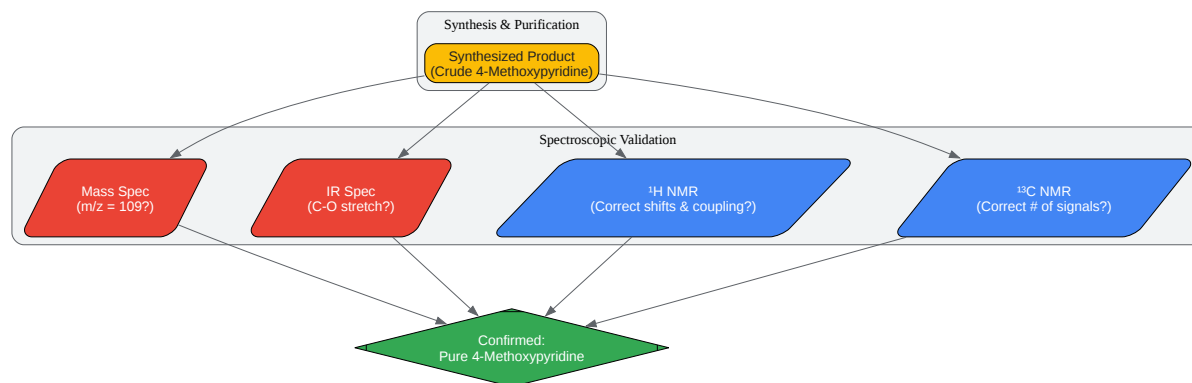 Synthesis & Purification
Synthesized Product
(Crude 4-Methoxypyridine)
Spectroscopic Validation
Mass Spec
(m/z = 109?)
IR Spec
(C-O stretch?)
¹H NMR
(Correct shifts & coupling?)
¹³C NMR
(Correct # of signals?)
Confirmed:
Pure 4-Methoxypyridine